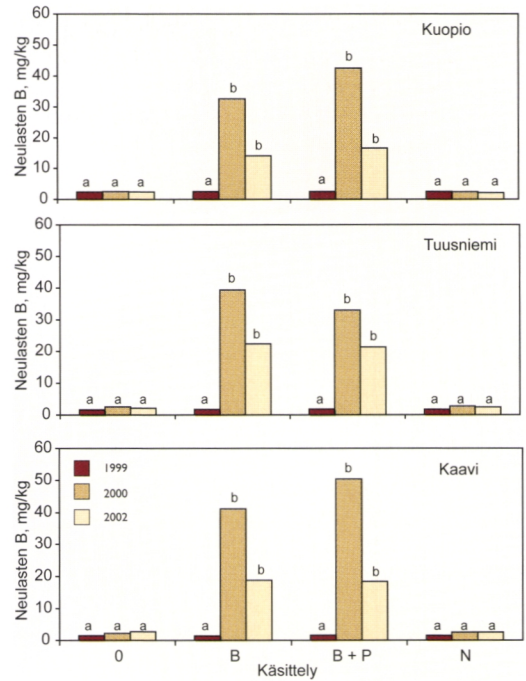 Kuopio
Neulasten B, mg/kg
60
50
40
30
20
10
0
a a a a b b a b b a a a
Tuusniemi
Neulasten B, mg/kg
60
50
40
30
20
10
0
a a a a b b a b b a a a
Kaavi
Neulasten B, mg/kg
60
50
40
30
20
10
0
1999
2000
2002
a a a a b b a b b a a a
0 B B + P N
Käsittely